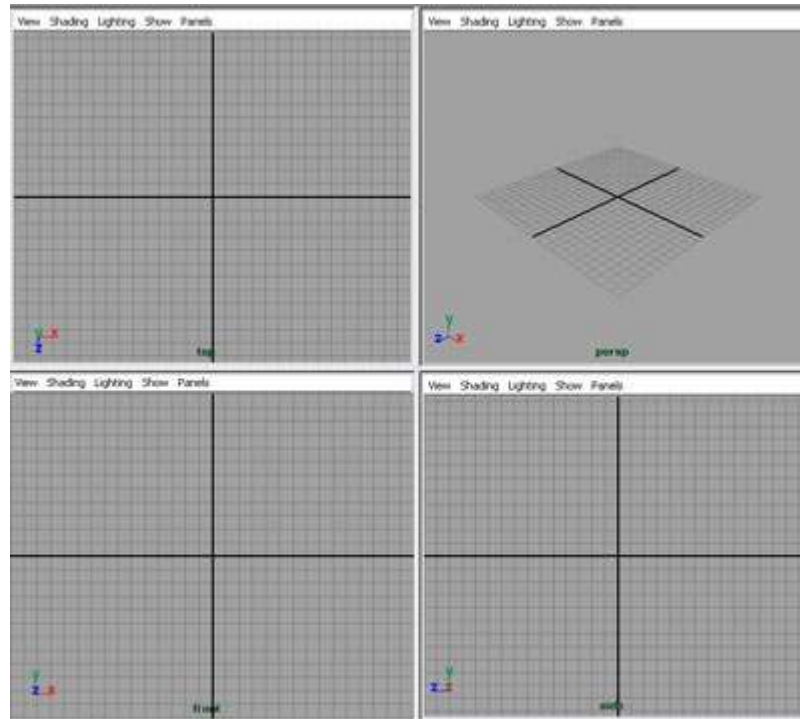 View Shading Lighting Show Panels
View Shading Lighting Show Panels
y x
z
top
y
z x
persp
View Shading Lighting Show Panels
View Shading Lighting Show Panels
y
z x
front
y
z
side